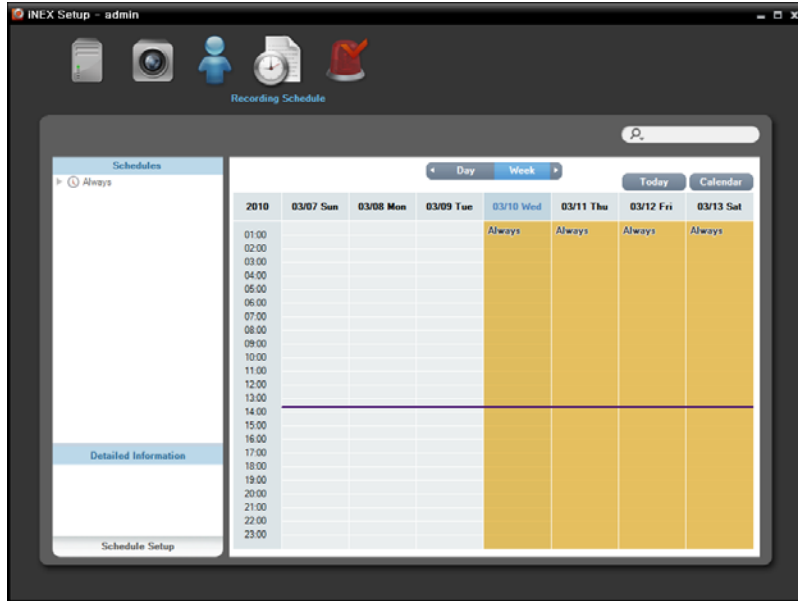 iNEX Setup - admin
Recording Schedule
Schedules
Always
Day Week
Today Calendar
2010 03/07 Sun 03/08 Mon 03/09 Tue 03/10 Wed 03/11 Thu 03/12 Fri 03/13 Sat
Always Always Always Always
01:00
02:00
03:00
04:00
05:00
06:00
07:00
08:00
09:00
10:00
11:00
12:00
13:00
14:00
15:00
16:00
17:00
18:00
19:00
20:00
21:00
22:00
23:00
Detailed Information
Schedule Setup